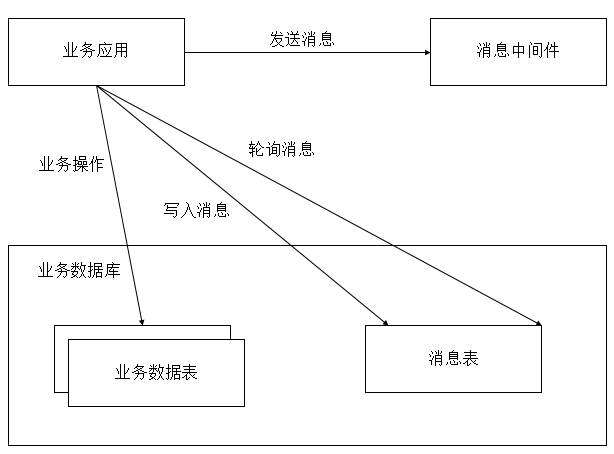 业务应用
发送消息
消息中间件
轮询消息
业务操作
写入消息
业务数据库
业务数据表
消息表